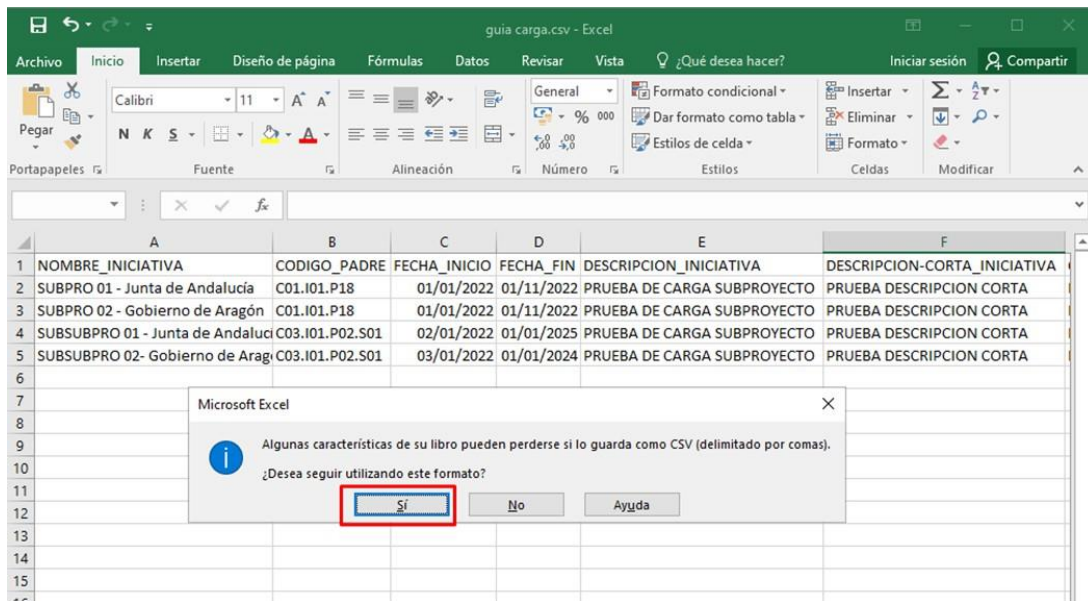 guia carga.csv - Excel
Archivo Inicio Insertar Diseño de página Fórmulas Datos Revisar Vista ¿Qué desea hacer? Iniciar sesión Compartir
Calibri 11 A A General Formato condicional Insertar
Pegar N K S A % 000 Dar formato como tabla Eliminar
Estilos de celda Formato
Portapapeles Fuente Alineación Número Estilos Celdas Modificar
fx
A B C D E F
1 NOMBRE_INICIATIVA CODIGO_PADRE FECHA_INICIO FECHA_FIN DESCRIPCION_INICIATIVA DESCRIPCION-CORTA_INICIATIVA
2 SUBPRO 01 - Junta de Andalucía C01.I01.P18 01/01/2022 01/11/2022 PRUEBA DE CARGA SUBPROYECTO PRUEBA DESCRIPCION CORTA
3 SUBPRO 02 - Gobierno de Aragón C01.I01.P18 01/01/2022 01/11/2022 PRUEBA DE CARGA SUBPROYECTO PRUEBA DESCRIPCION CORTA
4 SUBSUBPRO 01 - Junta de Andaluci C03.I01.P02.S01 02/01/2022 01/01/2025 PRUEBA DE CARGA SUBPROYECTO PRUEBA DESCRIPCION CORTA
5 SUBSUBPRO 02- Gobierno de Arag C03.I01.P02.S01 03/01/2022 01/01/2024 PRUEBA DE CARGA SUBPROYECTO PRUEBA DESCRIPCION CORTA
6
7
8
9
10
11
12
13
14
15
Microsoft Excel
Algunas características de su libro pueden perderse si lo guarda como CSV (delimitado por comas).
¿Desea seguir utilizando este formato?
Sí No Ayuda